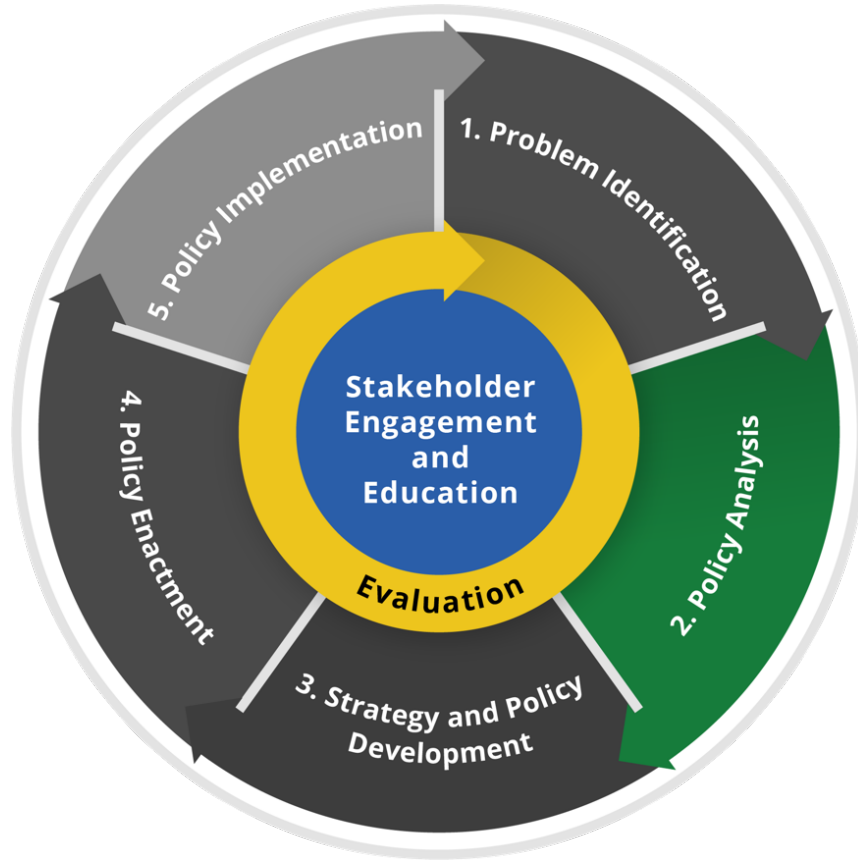 1. Problem Identification
2. Policy Analysis
3. Strategy and Policy
Development
4. Policy Enactment
5. Policy Implementation
Stakeholder
Engagement
and
Education
Evaluation